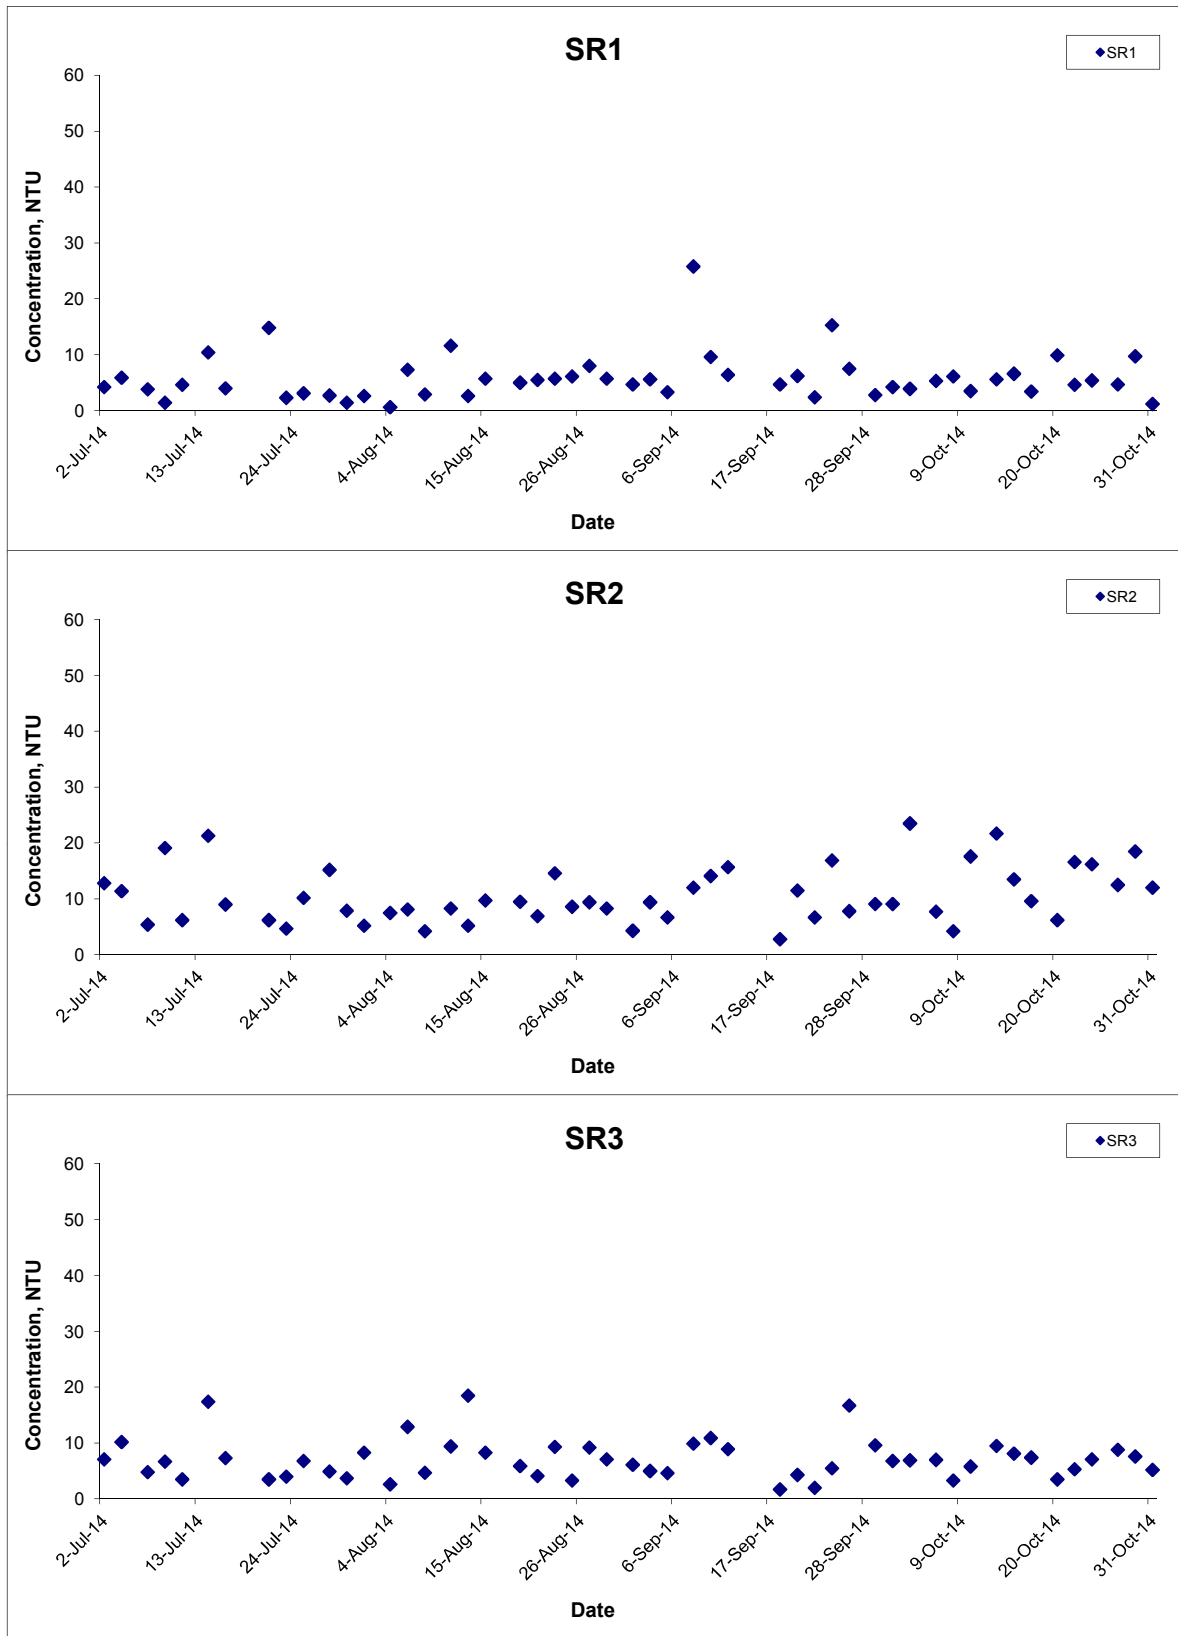 SR1
SR1
60
50
40
30
20
10
0
Concentration, NTU
2-Jul-14
13-Jul-14
24-Jul-14
4-Aug-14
15-Aug-14
26-Aug-14
6-Sep-14
17-Sep-14
28-Sep-14
9-Oct-14
20-Oct-14
31-Oct-14
Date
SR2
SR2
60
50
40
30
20
10
0
Concentration, NTU
2-Jul-14
13-Jul-14
24-Jul-14
4-Aug-14
15-Aug-14
26-Aug-14
6-Sep-14
17-Sep-14
28-Sep-14
9-Oct-14
20-Oct-14
31-Oct-14
Date
SR3
SR3
60
50
40
30
20
10
0
Concentration, NTU
2-Jul-14
13-Jul-14
24-Jul-14
4-Aug-14
15-Aug-14
26-Aug-14
6-Sep-14
17-Sep-14
28-Sep-14
9-Oct-14
20-Oct-14
31-Oct-14
Date